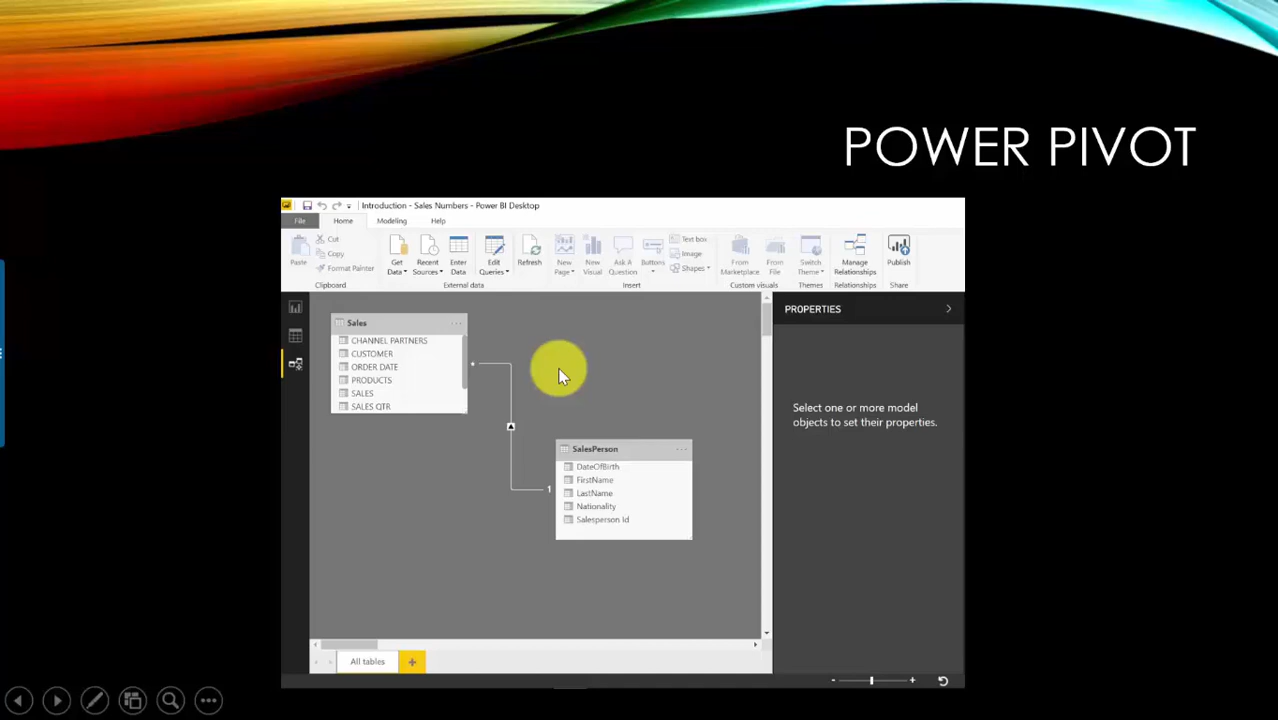 POWER PIVOT
Introduction - Sales Numbers - Power BI Desktop
File Home Modeling Help
Paste
Cut
Copy
Format Painter
Clipboard
Get Data
Recent Sources
Enter Data
Edit Queries
Refresh
External data
New Page
New Visual
Ask A Question
Buttons
Text box
Image
Shapes
Insert
From Marketplace
From File
Custom visuals
Switch Theme
Themes
Manage Relationships
Relationships
Publish
Share
Sales
CHANNEL PARTNERS
CUSTOMER
ORDER DATE
PRODUCTS
SALES
SALES QTR
*
1
SalesPerson
DateOfBirth
FirstName
LastName
Nationality
Salesperson Id
PROPERTIES
Select one or more model
objects to set their properties.
All tables